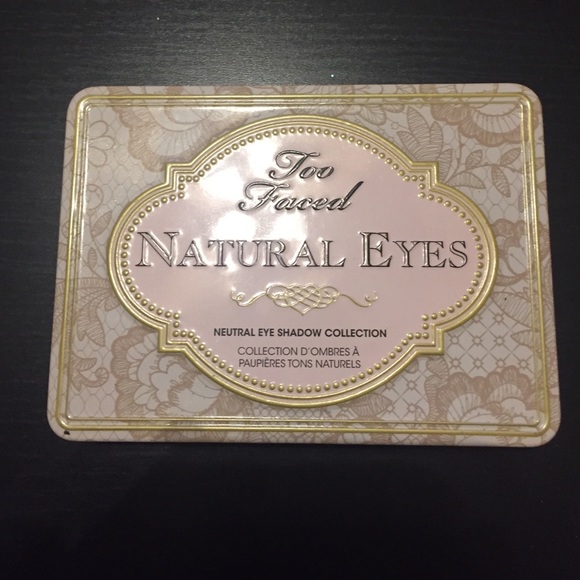 Too
Faced
NATURAL EYES
NEUTRAL EYE SHADOW COLLECTION
COLLECTION D'OMBRES À
PAUPIÈRES TONS NATURELS